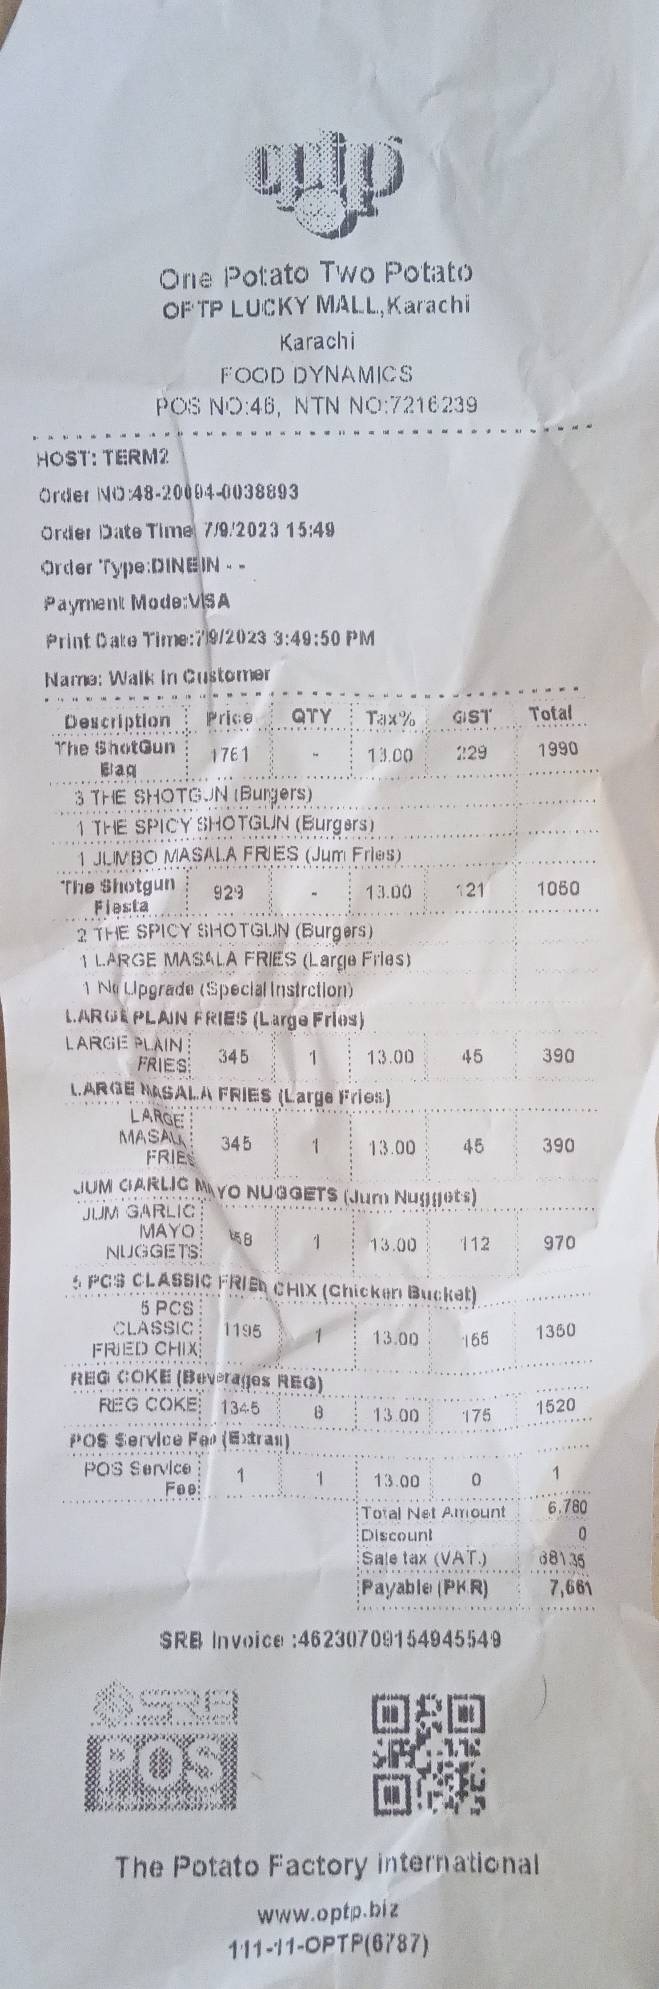 optp
One Potato Two Potato
OPTP LUCKY MALL,Karachi
Karachi
FOOD DYNAMICS
POS NO:46, NTN NO:7216239
HOST: TERM2
Order NO:48-20094-0038893
Order Date Time 7/9/2023 15:49
Order Type:DINEIN - -
Payment Mode:VISA
Print Date Time:7/9/2023 3:49:50 PM
Name: Walk in Customer
Description Price QTY Tax% GST Total
The ShotGun 1761 - 13.00 229 1990
3 THE SHOTGUN (Burgers)
1 THE SPICY SHOTGUN (Burgers)
1 JUMBO MASALA FRIES (Jum Fries)
The Shotgun 929 - 13.00 121 1050
Fiesta
2 THE SPICY SHOTGUN (Burgers)
1 LARGE MASALA FRIES (Large Fries)
1 No Upgrade (Special Instrction)
LARGE PLAIN FRIES (Large Fries)
LARGE PLAIN
FRIES: 345 1 13.00 45 390
LARGE MASALA FRIES (Large Fries)
LARGE
MASALA 345 1 13.00 45 390
FRIES
JUM GARLIC MAYO NUGGETS (Jum Nuggets)
JUM GARLIC
MAYO 1 13.00 112 970
NUGGETS:
5 PCS CLASSIC FRIED CHIX (Chicken Bucket)
5 PCS
CLASSIC 1195 1 13.00 155 1350
FRIED CHIX:
REG COKE (Beverages REG)
REG COKE: 1345 8 13.00 175 1520
POS Service Fee (Extras)
POS Service 1 1 13.00 0 1
Fee:
Total Net Amount 6,780
Discount 0
Sale tax (VAT.)
Payable (PKR) 7,661
SRB Invoice :46230709154945549
SRB
POS
The Potato Factory international
www.optp.biz
111-11-OPTP(6787)